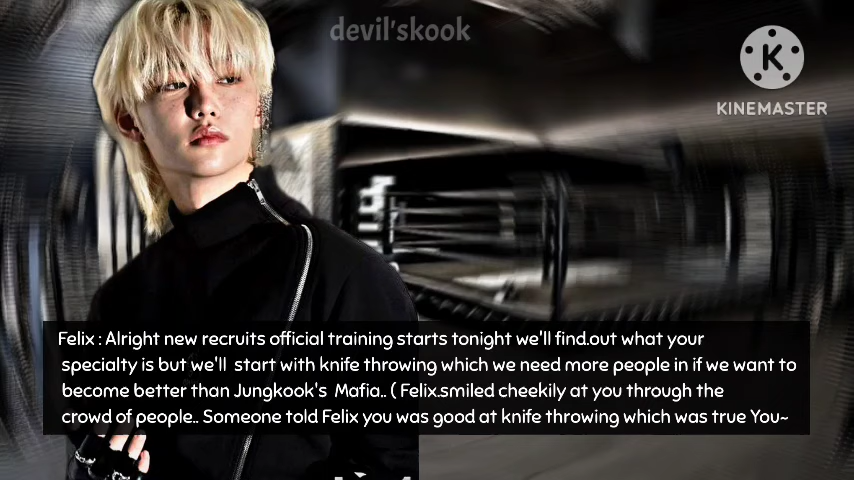 devil'skook
KINEMASTER
Felix : Alright new recruits official training starts tonight we'll find.out what your
specialty is but we'll start with knife throwing which we need more people in if we want to
become better than Jungkook's Mafia.. ( Felix.smiled cheekily at you through the
crowd of people.. Someone told Felix you was good at knife throwing which was true You~